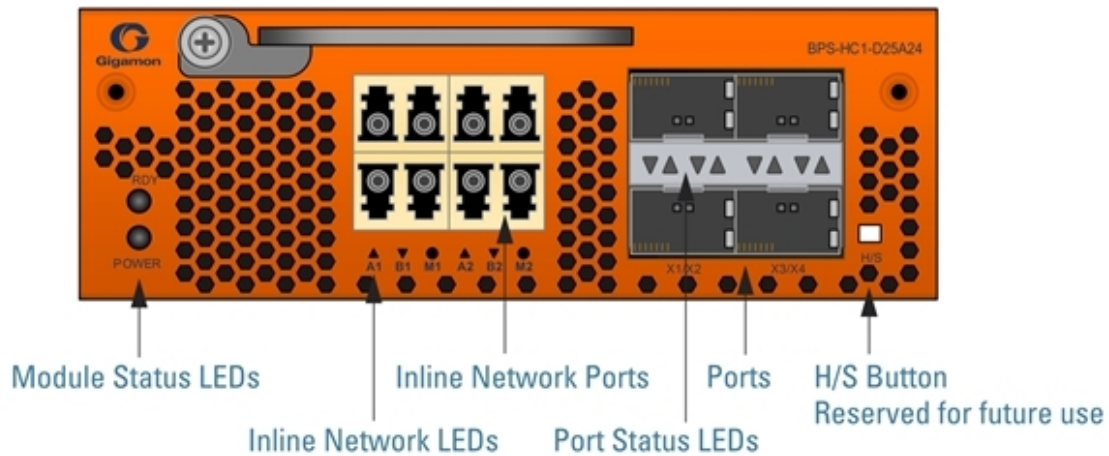 Gigamon
BPS-HC1-D25A24
RDY
POWER
A1 B1 M1 A2 B2 M2
X1/X2
X3/X4
H/S
Module Status LEDs
Inline Network Ports
Ports
H/S Button
Reserved for future use
Inline Network LEDs
Port Status LEDs